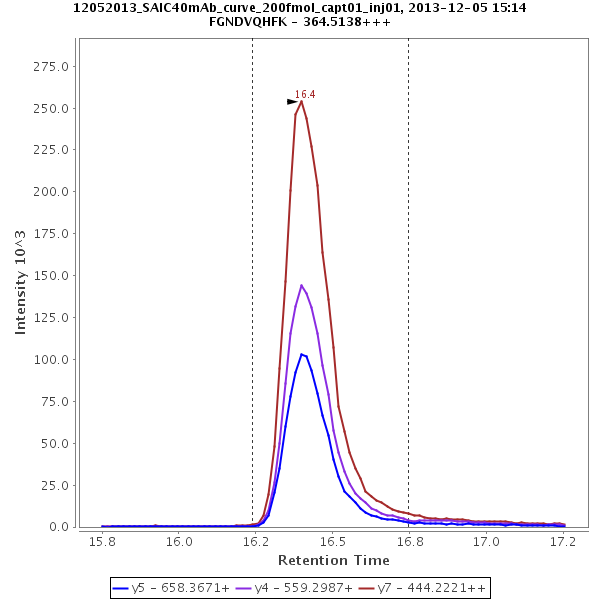 12052013_SAIC40mAb_curve_200fmol_capt01_inj01, 2013-12-05 15:14
FGNDVQHFK - 364.5138+++
16.4
Intensity 10^3
275.0
250.0
225.0
200.0
175.0
150.0
125.0
100.0
75.0
50.0
25.0
0.0
15.8 16.0 16.2 16.5 16.8 17.0 17.2
Retention Time
y5 - 658.3671+ y4 - 559.2987+ y7 - 444.2221++